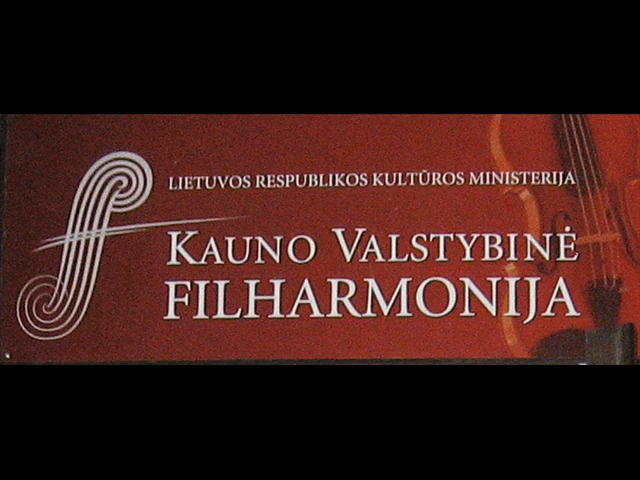 LIETUVOS RESPUBLIKOS KULTŪROS MINISTERIJA
KAUNO VALSTYBINĖ
FILHARMONIJA